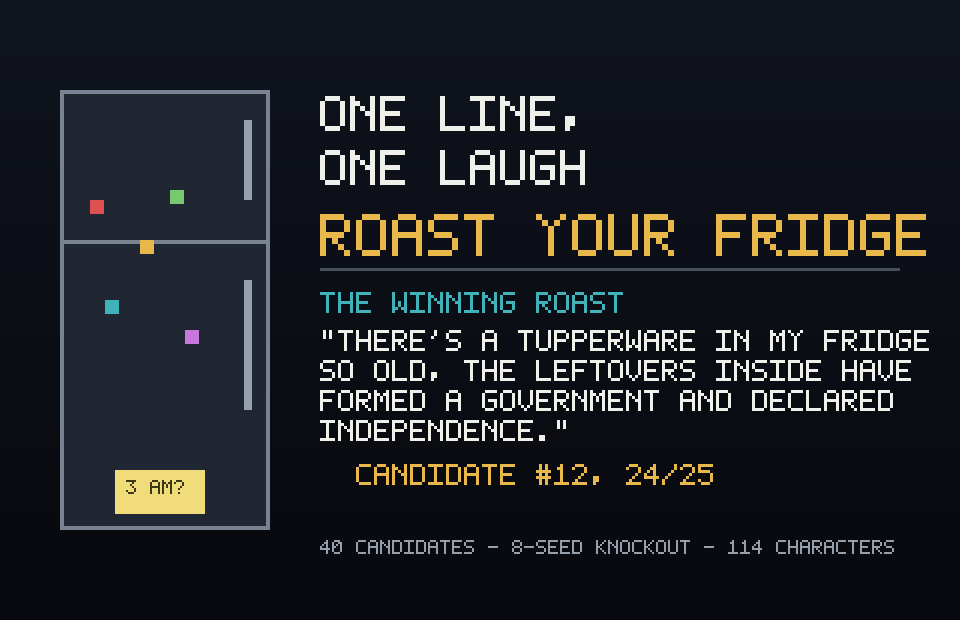 ONE LINE,
ONE LAUGH
ROAST YOUR FRIDGE
THE WINNING ROAST
"THERE'S A TUPPERWARE IN MY FRIDGE
SO OLD, THE LEFTOVERS INSIDE HAVE
FORMED A GOVERNMENT AND DECLARED
INDEPENDENCE."
CANDIDATE #12, 24/25
3 AM?
40 CANDIDATES – 8-SEED KNOCKOUT – 114 CHARACTERS